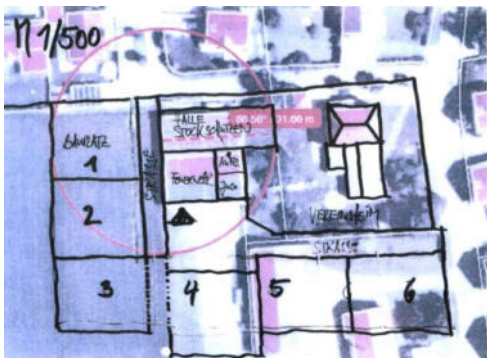 M 1/500
HALLE
STOCKSCHÜTZEN
BAUPLATZ
1
STRASSE
FEUERWEHR
2
VEREINSHEIM
STRASSE
3
4
5
6